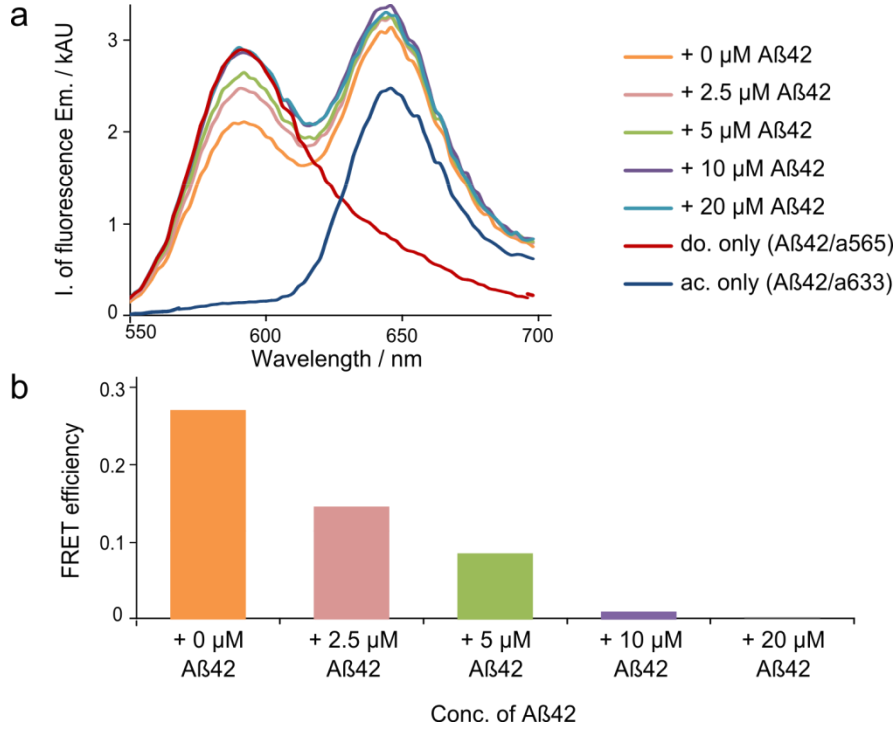 a
I. of fluorescence Em. / kAU
3
2
1
0
550
600
650
700
Wavelength / nm
+ 0 µM Aß42
+ 2.5 µM Aß42
+ 5 µM Aß42
+ 10 µM Aß42
+ 20 µM Aß42
do. only (Aß42/a565)
ac. only (Aß42/a633)
b
FRET efficiency
0.3
0.2
0.1
0
+ 0 µM
Aß42
+ 2.5 µM
Aß42
+ 5 µM
Aß42
+ 10 µM
Aß42
+ 20 µM
Aß42
Conc. of Aß42